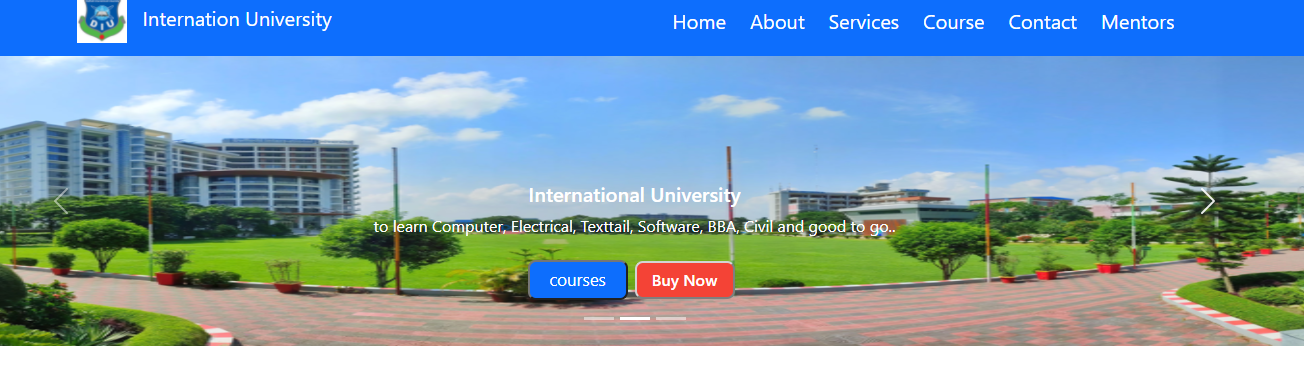 DIU
Internation University
Home About Services Course Contact Mentors
International University
to learn Computer, Electrical, Texttail, Software, BBA, Civil and good to go..
courses Buy Now